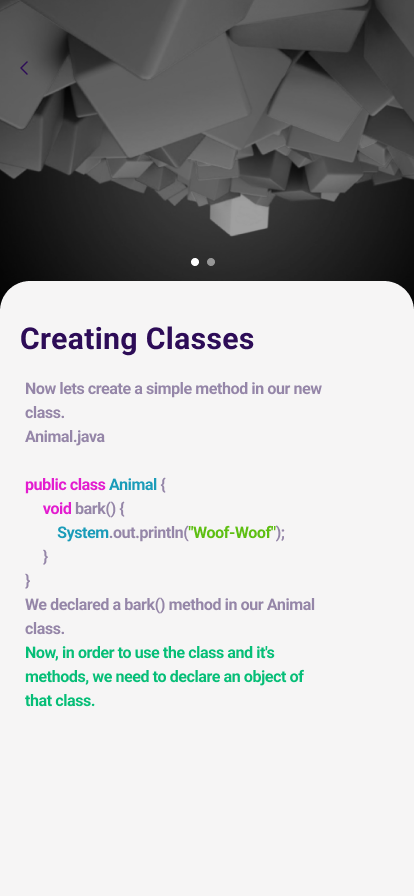 Creating Classes
Now lets create a simple method in our new
class.
Animal.java
public class Animal {
void bark() {
System.out.println("Woof-Woof");
}
}
We declared a bark() method in our Animal
class.
Now, in order to use the class and it's
methods, we need to declare an object of
that class.